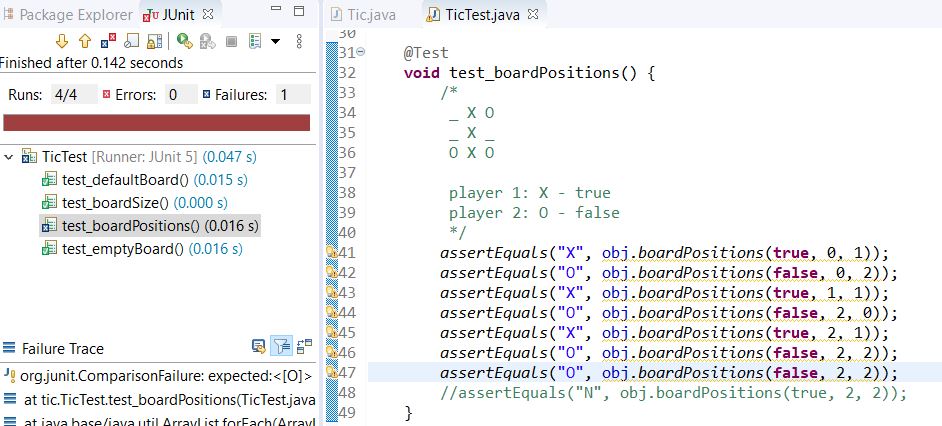 Package Explorer JUnit
Finished after 0.142 seconds
Runs: 4/4 Errors: 0 Failures: 1
TicTest [Runner: JUnit 5] (0.047 s)
test_defaultBoard() (0.015 s)
test_boardSize() (0.000 s)
test_boardPositions() (0.016 s)
test_emptyBoard() (0.016 s)
Failure Trace
org.junit.ComparisonFailure: expected:<[O]>
at tic.TicTest.test_boardPositions(TicTest.java
at java.base/java.util.ArrayList.forEach(ArrayL
Tic.java TicTest.java
30
31 @Test
32 void test_boardPositions() {
33 /*
34 _ X O
35 _ X _
36 O X O
37
38 player 1: X - true
39 player 2: O - false
40 */
41 assertEquals("X", obj.boardPositions(true, 0, 1));
42 assertEquals("O", obj.boardPositions(false, 0, 2));
43 assertEquals("X", obj.boardPositions(true, 1, 1));
44 assertEquals("O", obj.boardPositions(false, 2, 0));
45 assertEquals("X", obj.boardPositions(true, 2, 1));
46 assertEquals("O", obj.boardPositions(false, 2, 2));
47 assertEquals("O", obj.boardPositions(false, 2, 2));
48 //assertEquals("N", obj.boardPositions(true, 2, 2));
49 }